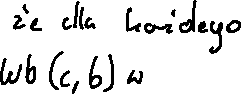 że dla każdego
wb (c, b) w